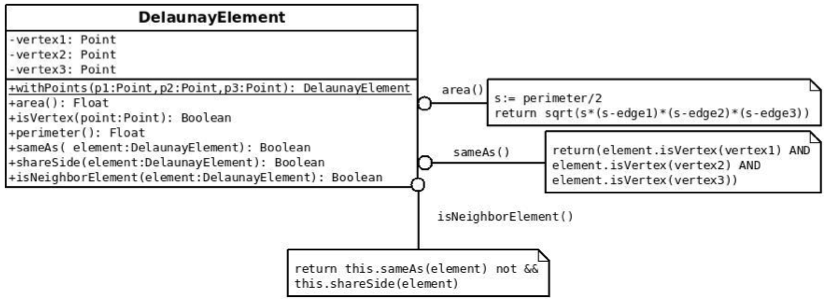 DelaunayElement
-vertex1: Point
-vertex2: Point
-vertex3: Point
+withPoints(p1:Point,p2:Point,p3:Point): DelaunayElement
+area(): Float
+isVertex(point:Point): Boolean
+perimeter(): Float
+sameAs( element:DelaunayElement): Boolean
+shareSide(element:DelaunayElement): Boolean
+isNeighborElement(element:DelaunayElement): Boolean
area()
s:= perimeter/2
return sqrt(s*(s-edge1)*(s-edge2)*(s-edge3))
sameAs()
return(element.isVertex(vertex1) AND
element.isVertex(vertex2) AND
element.isVertex(vertex3))
isNeighborElement()
return this.sameAs(element) not &&
this.shareSide(element)